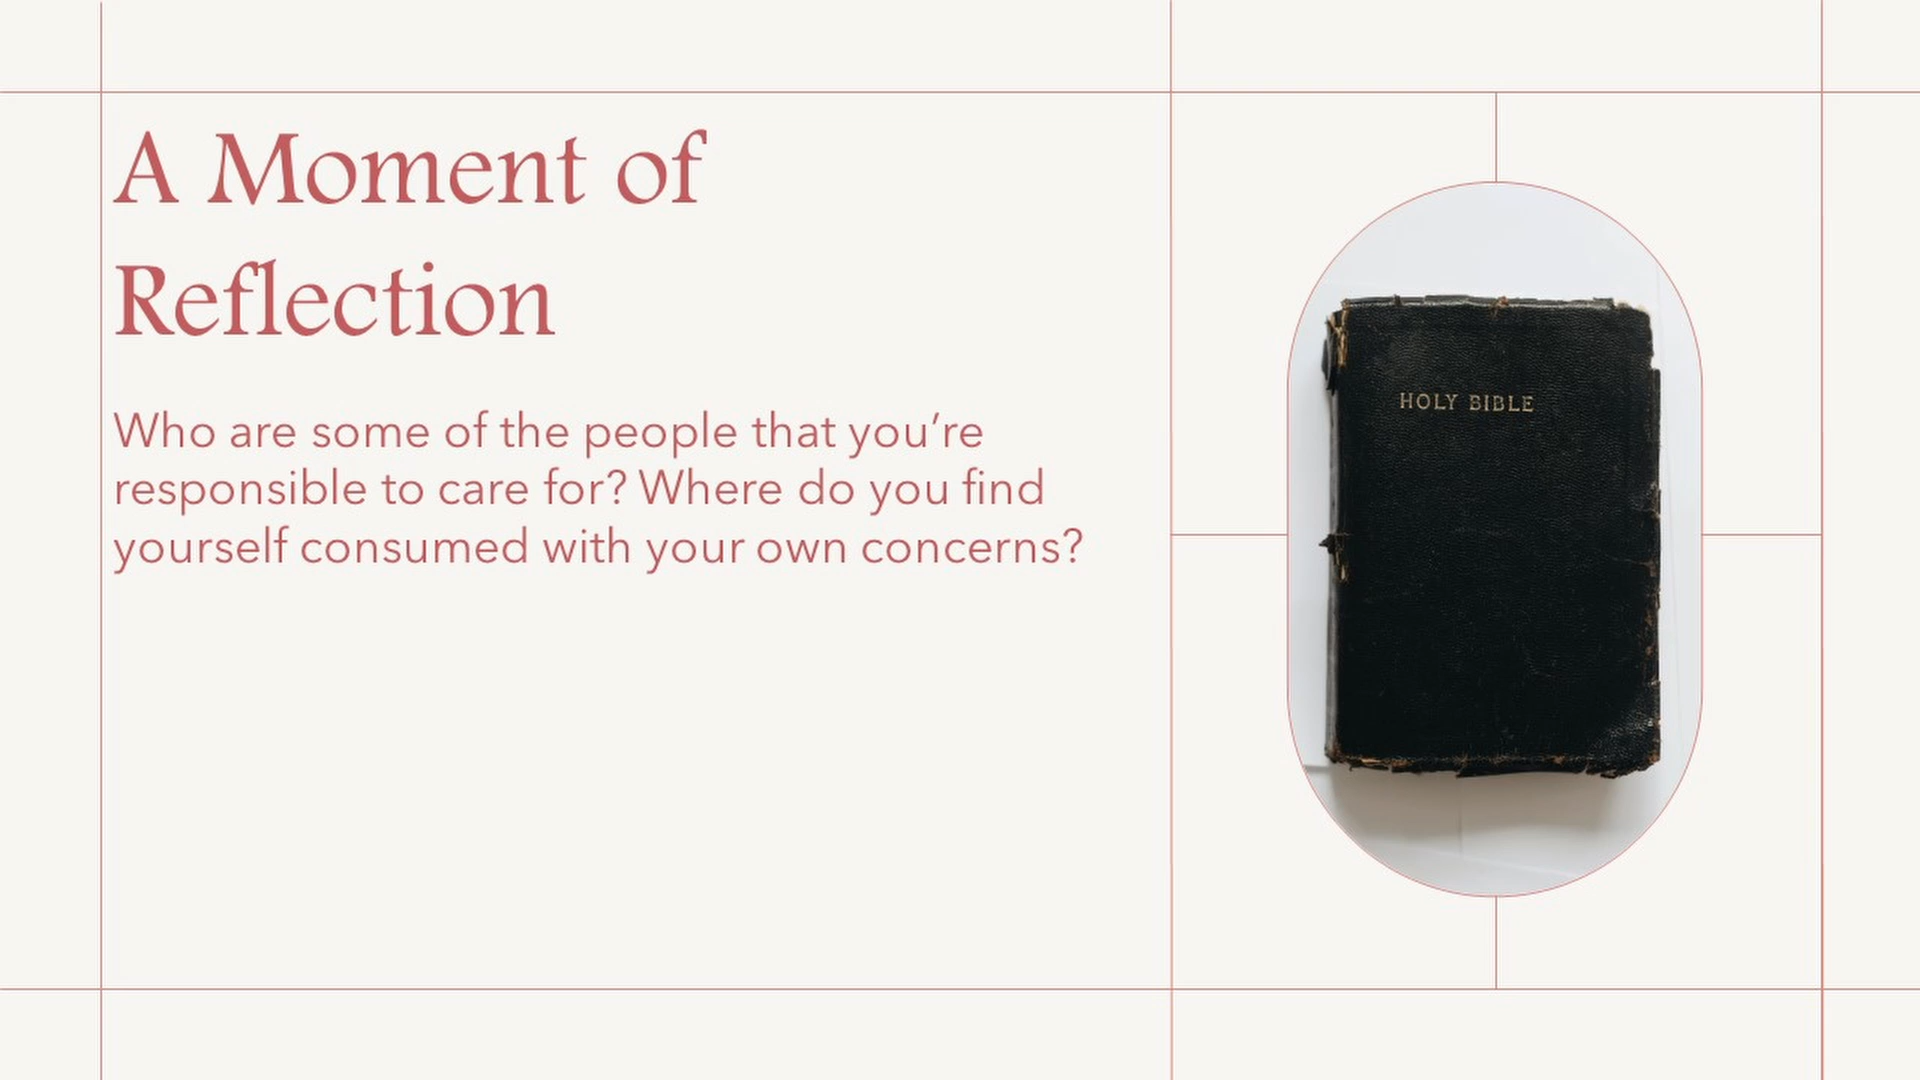 A Moment of
Reflection
Who are some of the people that you’re
responsible to care for? Where do you find
yourself consumed with your own concerns?
HOLY BIBLE